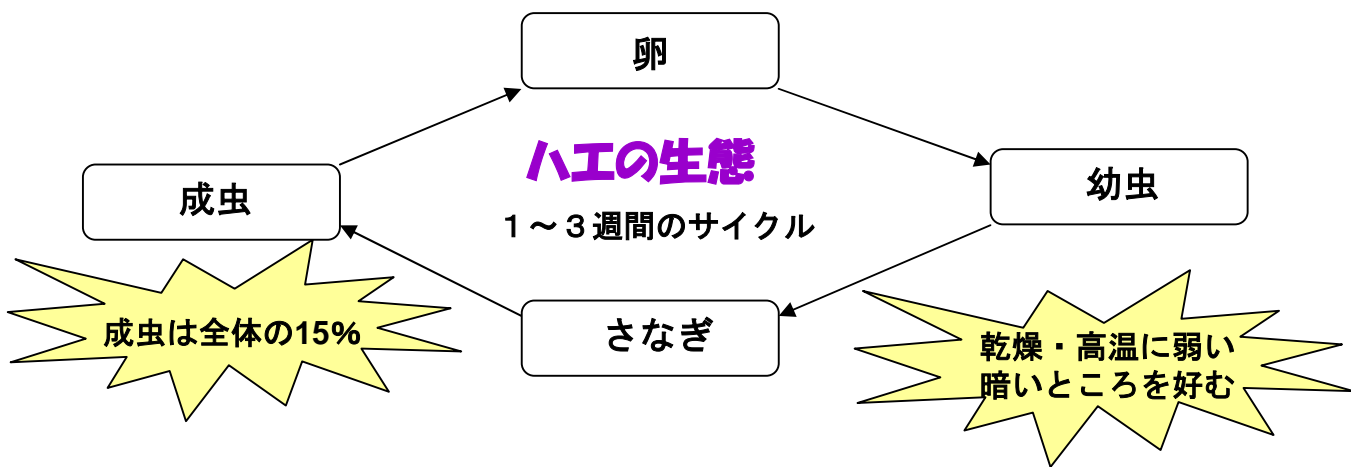 卵
ハエの生態
成虫
幼虫
１～３週間のサイクル
さなぎ
成虫は全体の15%
乾燥・高温に弱い
暗いところを好む